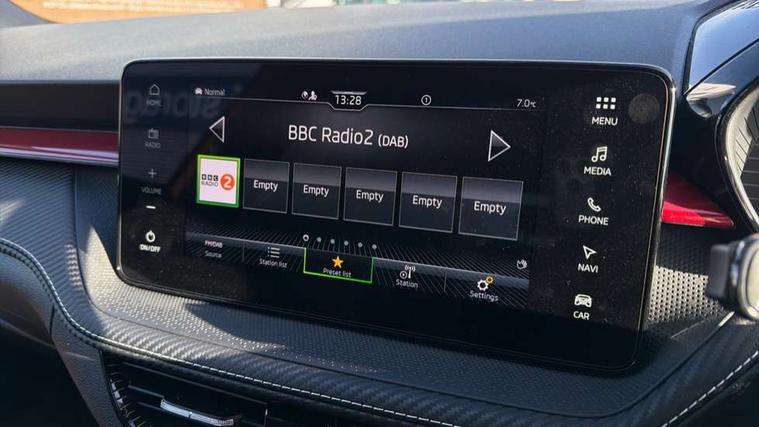 Normal
13:28
7.0°C
HOME
RADIO
VOLUME
ON/OFF
BBC Radio2 (DAB)
BBC
RADIO 2
Empty
Empty
Empty
Empty
Empty
FM/DAB
Source
Station list
Preset list
Station
Settings
MENU
MEDIA
PHONE
NAVI
CAR